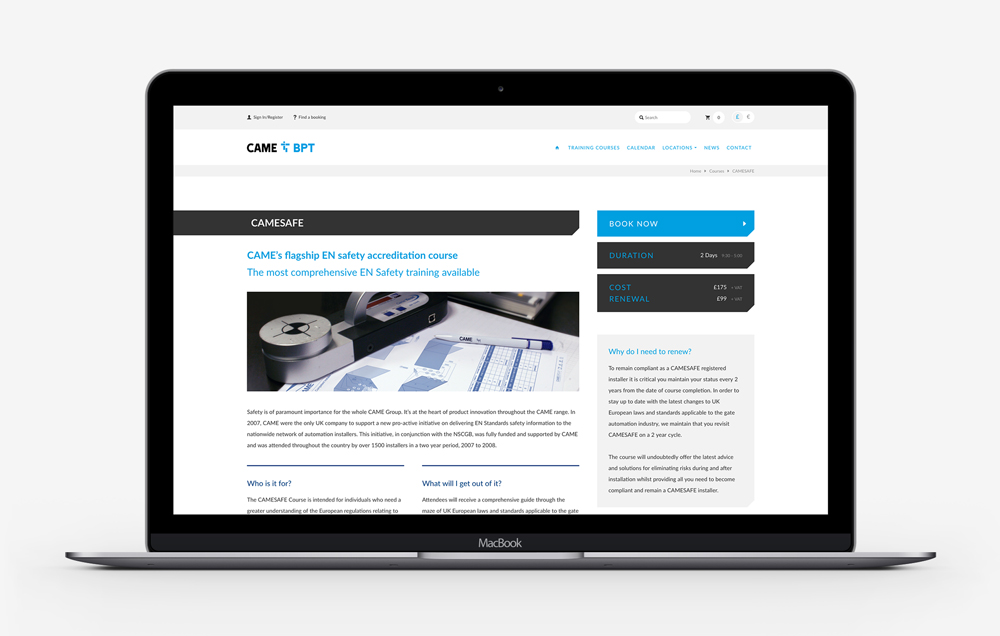 Sign In/Register
? Find a booking
Search
0
£ €
CAME BPT
TRAINING COURSES CALENDAR LOCATIONS NEWS CONTACT
Home Courses CAMESAFE
CAMESAFE
CAME's flagship EN safety accreditation course
The most comprehensive EN Safety training available
CAME
Safety is of paramount importance for the whole CAME Group. It's at the heart of product innovation throughout the CAME range. In
2007, CAME were the only UK company to support a new pro-active initiative on delivering EN Standards safety information to the
nationwide network of automation installers. This initiative, in conjunction with the NSCGB, was fully funded and supported by CAME
and was attended throughout the country by over 1500 installers in a two year period, 2007 to 2008.
Who is it for?
The CAMESAFE Course is intended for individuals who need a
greater understanding of the European regulations relating to
What will I get out of it?
Attendees will receive a comprehensive guide through the
maze of UK European laws and standards applicable to the gate
BOOK NOW
DURATION 2 Days 9:30 - 5:00
COST £175 + VAT
RENEWAL £99 + VAT
Why do I need to renew?
To remain compliant as a CAMESAFE registered
installer it is critical you maintain your status every 2
years from the date of course completion. In order to
stay up to date with the latest changes to UK
European laws and standards applicable to the gate
automation industry, we maintain that you revisit
CAMESAFE on a 2 year cycle.
The course will undoubtedly offer the latest advice
and solutions for eliminating risks during and after
installation whilst providing all you need to become
compliant and remain a CAMESAFE installer.
MacBook